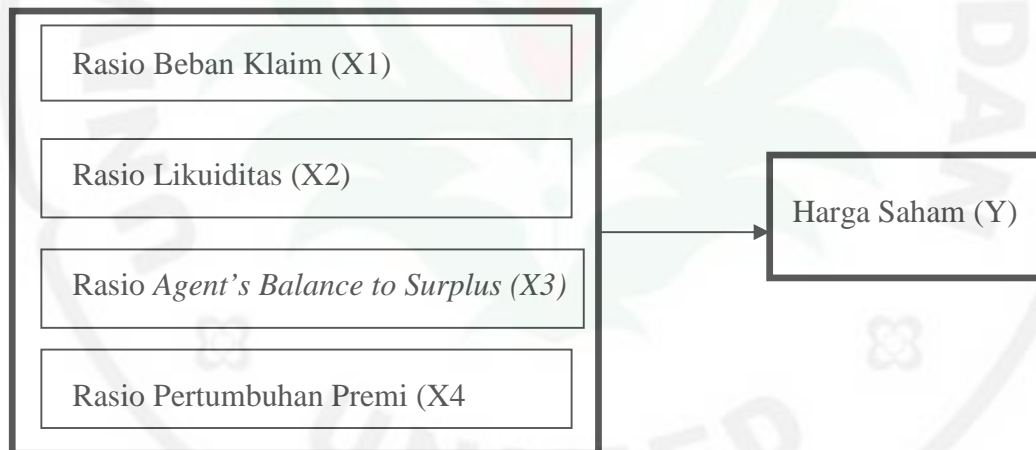 Rasio Beban Klaim (X1)
Rasio Likuiditas (X2)
Rasio Agent’s Balance to Surplus (X3)
Rasio Pertumbuhan Premi (X4
Harga Saham (Y)